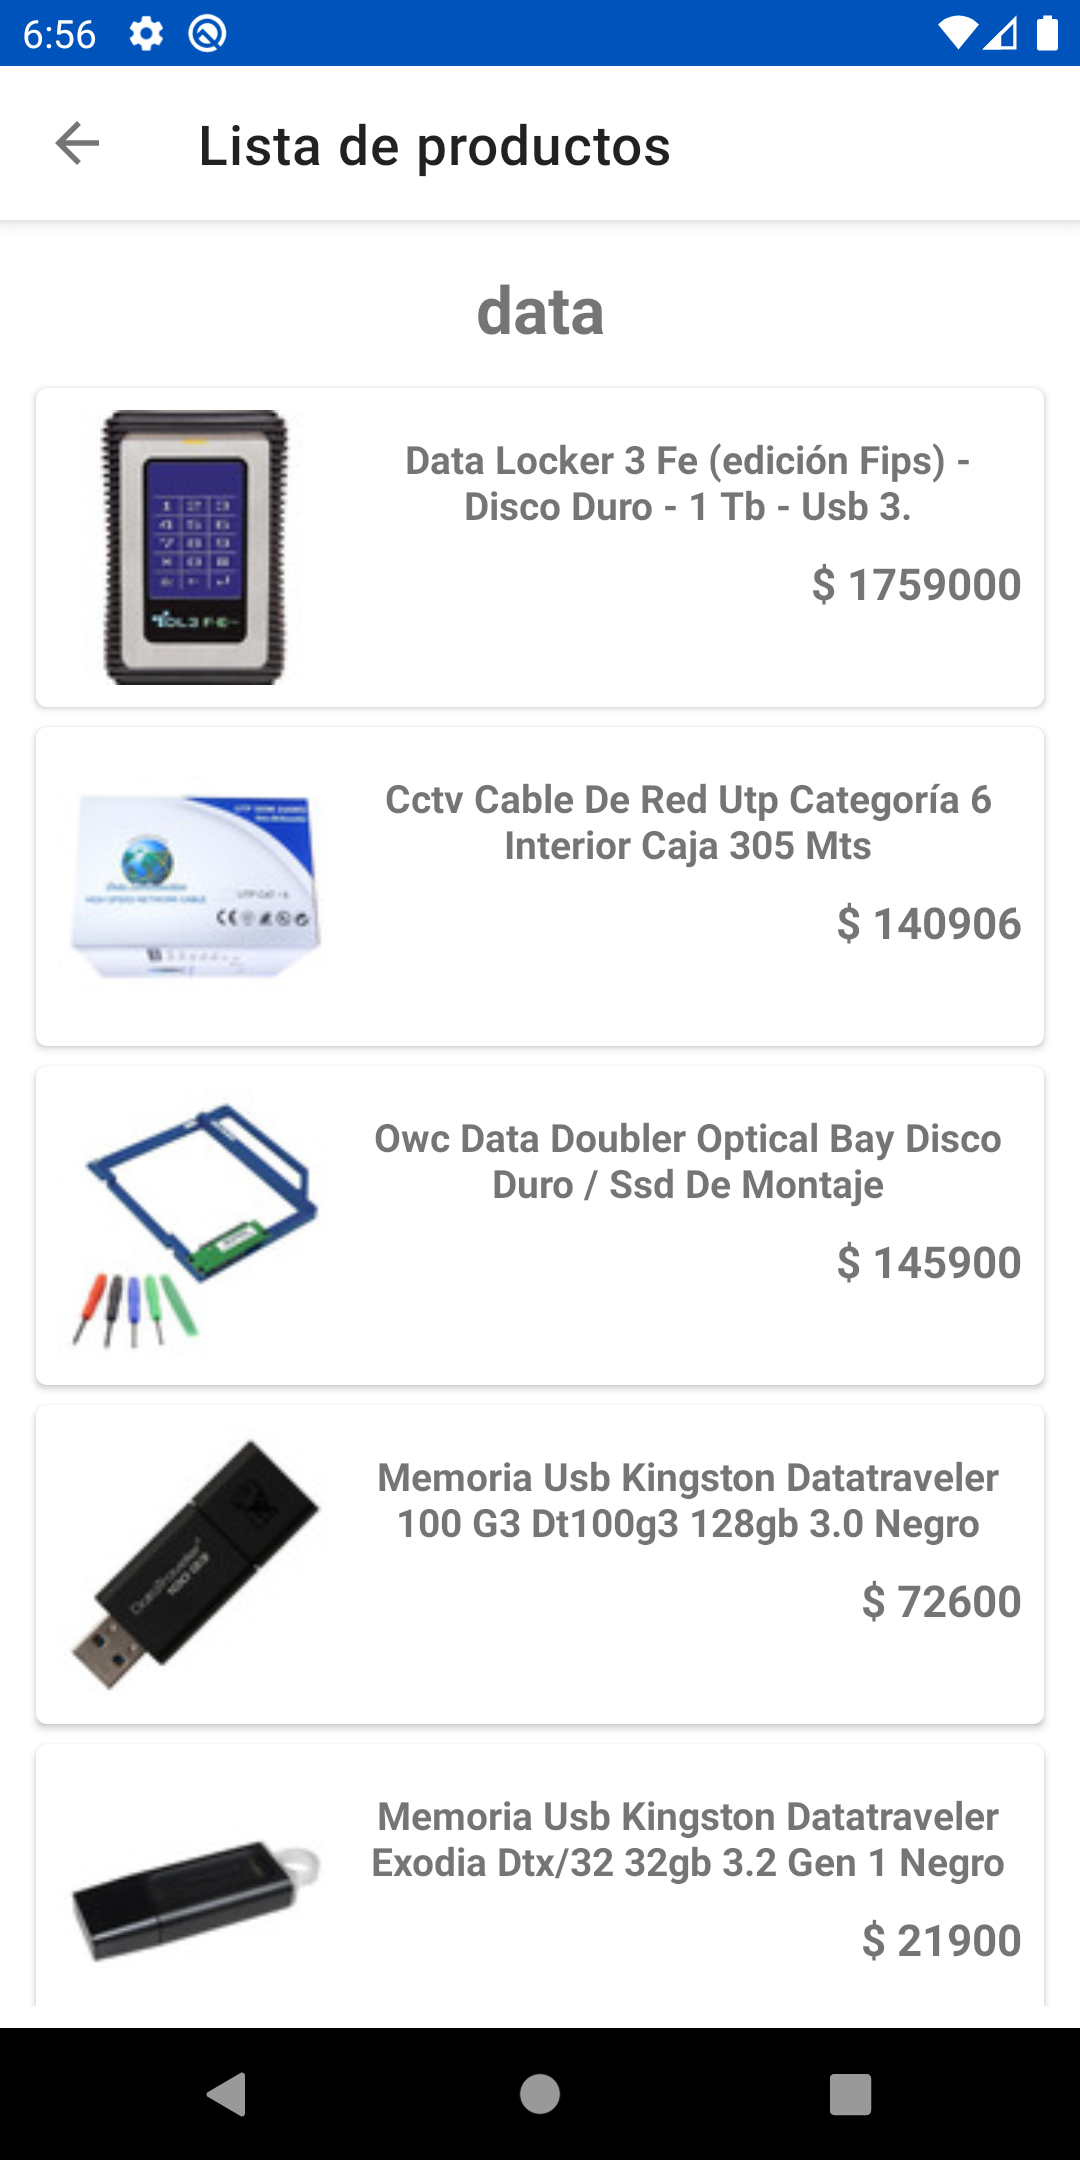 6:56
Lista de productos
data
Data Locker 3 Fe (edición Fips) -
Disco Duro - 1 Tb - Usb 3.
$ 1759000
Cctv Cable De Red Utp Categoría 6
Interior Caja 305 Mts
$ 140906
Owc Data Doubler Optical Bay Disco
Duro / Ssd De Montaje
$ 145900
DataTraveler
100 G3
Memoria Usb Kingston Datatraveler
100 G3 Dt100g3 128gb 3.0 Negro
$ 72600
Memoria Usb Kingston Datatraveler
Exodia Dtx/32 32gb 3.2 Gen 1 Negro
$ 21900